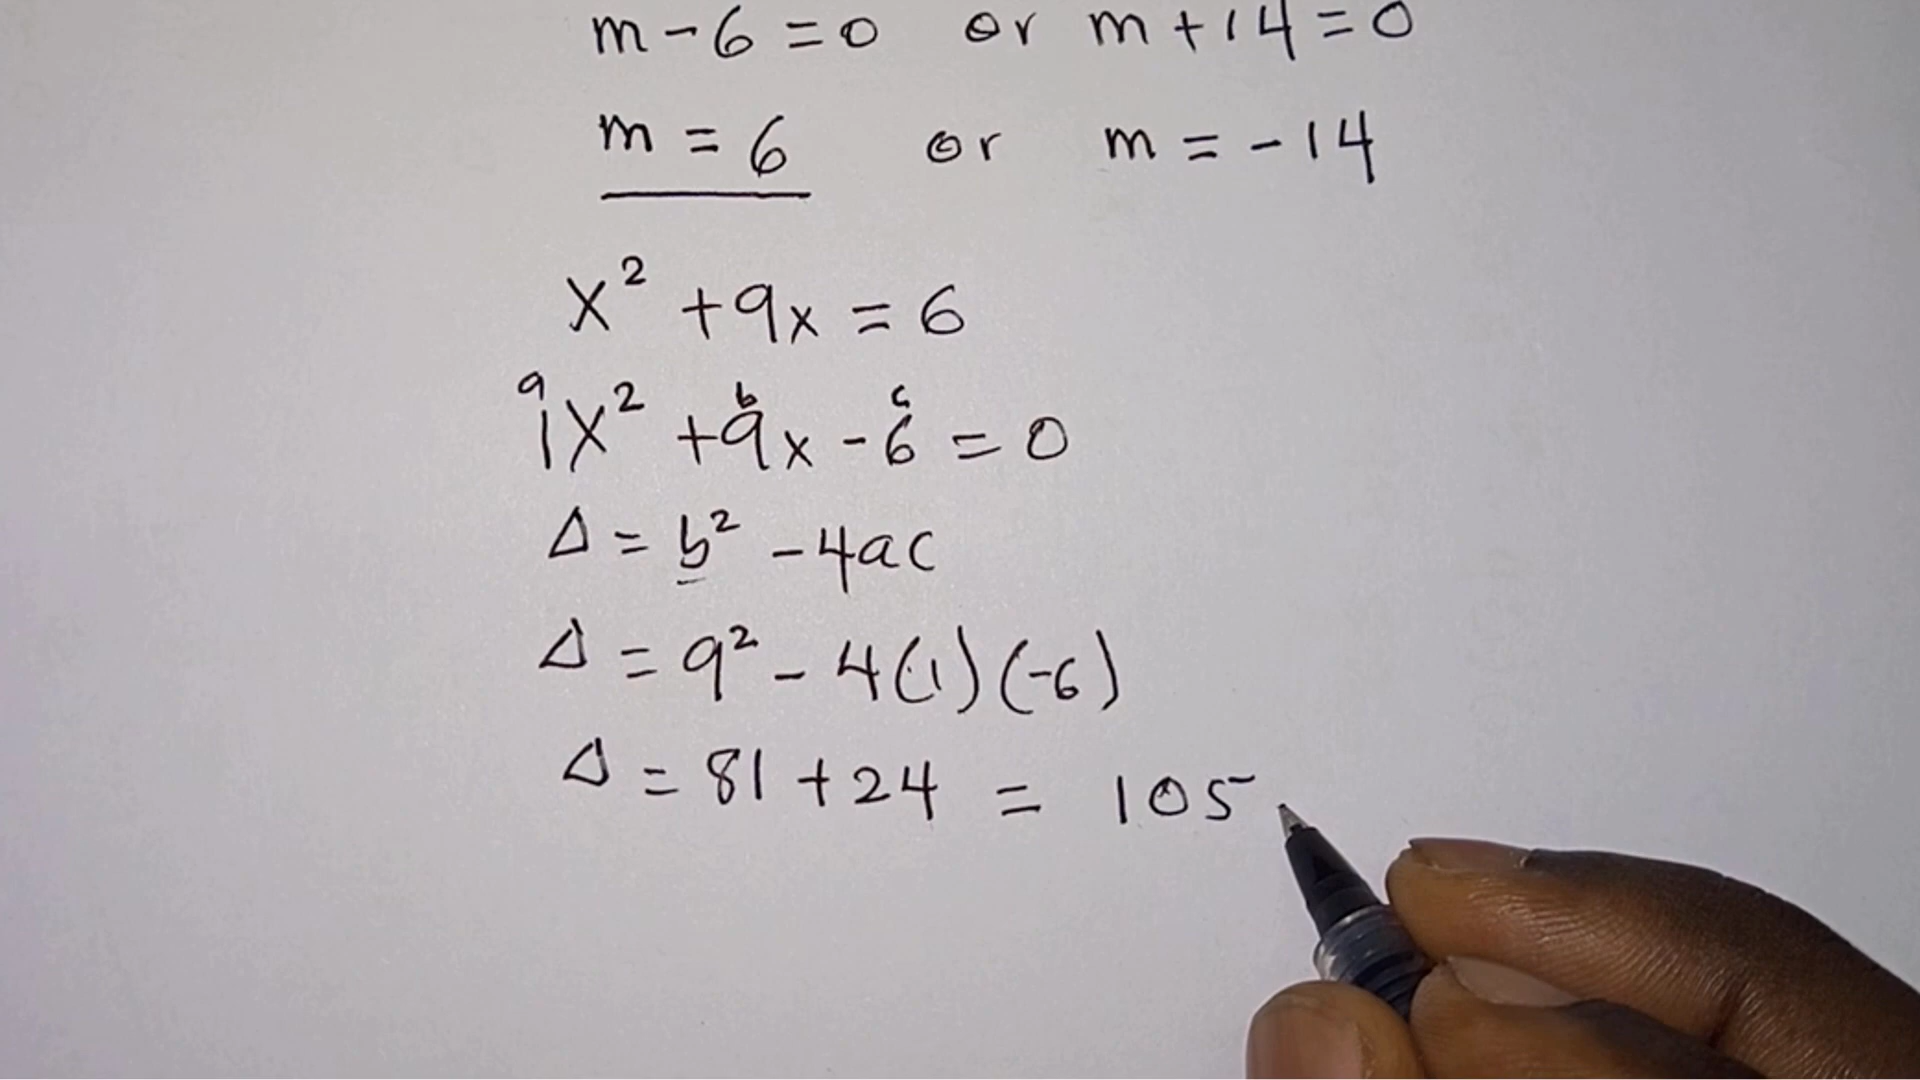 m - 6 = 0 or m + 14 = 0
m = 6 or m = -14
x² + 9x = 6
a b c
1x² + 9x - 6 = 0
Δ = b² - 4ac
Δ = 9² - 4(1)(-6)
Δ = 81 + 24 = 105